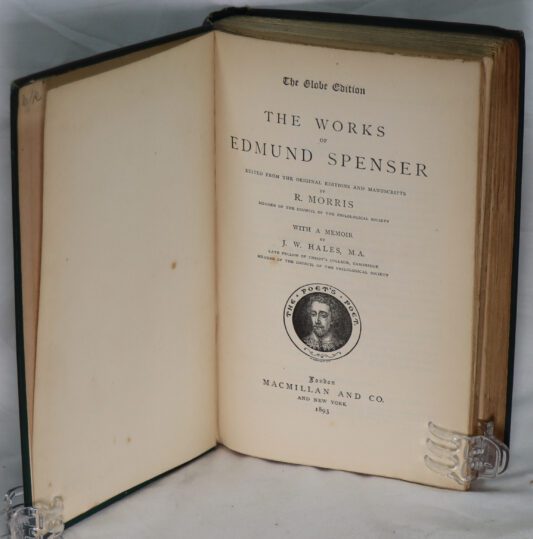 The Globe Edition
THE WORKS
OF
EDMUND SPENSER
EDITED FROM THE ORIGINAL EDITIONS AND MANUSCRIPTS
BY
R. MORRIS
MEMBER OF THE COUNCIL OF THE PHILOLOGICAL SOCIETY
WITH A MEMOIR
BY
J. W. HALES, M.A.
LATE FELLOW OF CHRIST'S COLLEGE, CAMBRIDGE
MEMBER OF THE COUNCIL OF THE PHILOLOGICAL SOCIETY
THE POET'S POET
London
MACMILLAN AND CO.
AND NEW YORK
1893